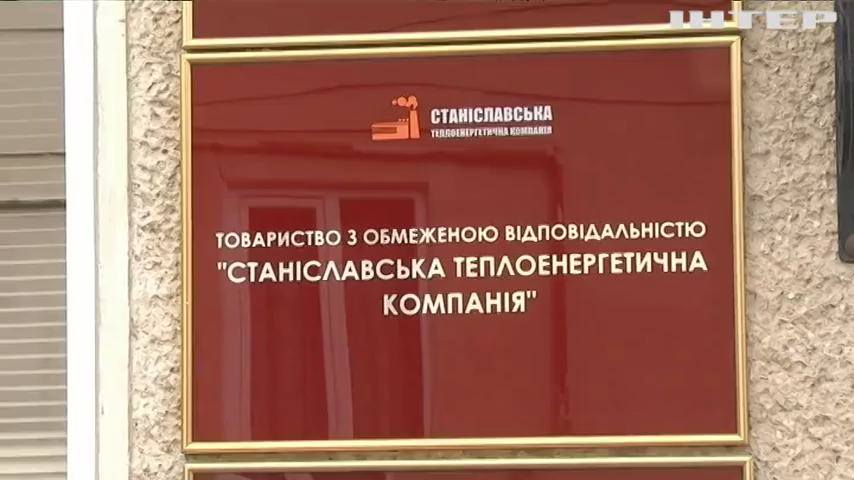 ІНТЕР
СТАНІСЛАВСЬКА
ТЕПЛОЕНЕРГЕТИЧНА КОМПАНІЯ
ТОВАРИСТВО З ОБМЕЖЕНОЮ ВІДПОВІДАЛЬНІСТЮ
"СТАНІСЛАВСЬКА ТЕПЛОЕНЕРГЕТИЧНА
КОМПАНІЯ"